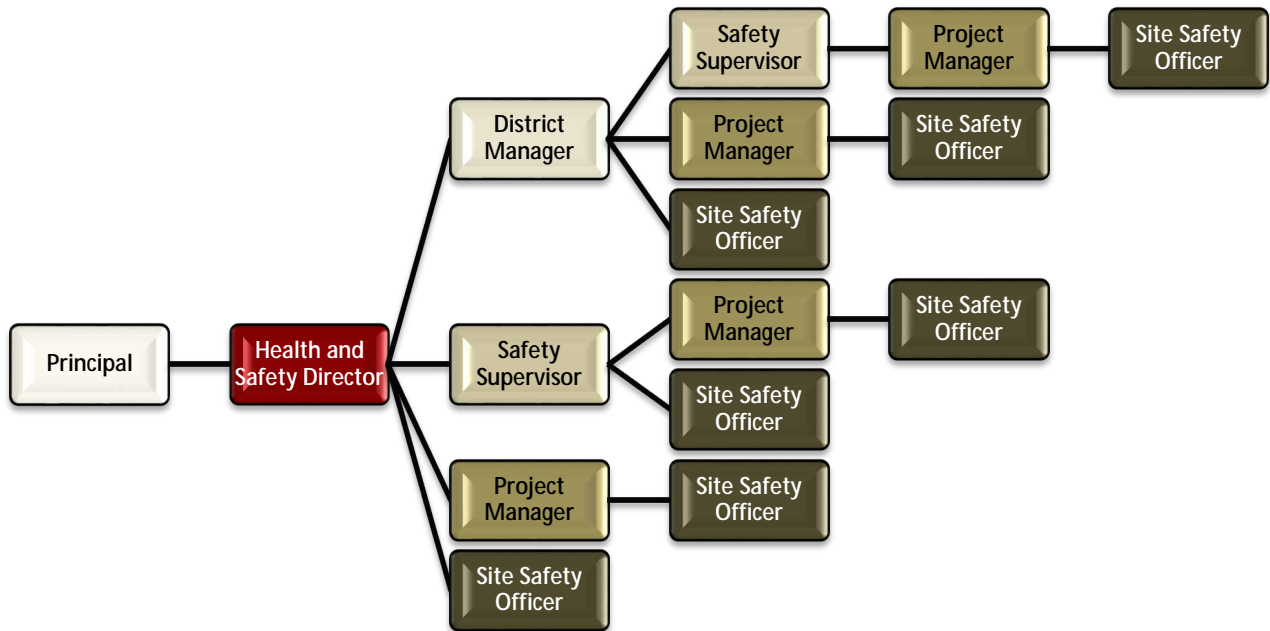 Safety
Supervisor
Project
Manager
Site Safety
Officer
District
Manager
Project
Manager
Site Safety
Officer
Site Safety
Officer
Project
Manager
Site Safety
Officer
Principal
Health and
Safety Director
Safety
Supervisor
Site Safety
Officer
Project
Manager
Site Safety
Officer
Site Safety
Officer